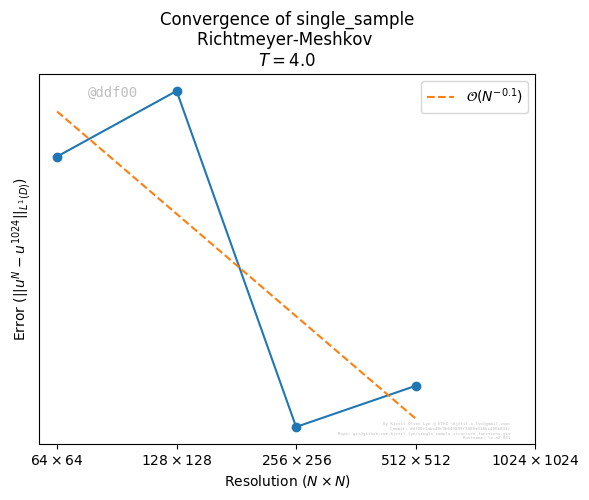 Convergence of single_sample
Richtmeyer-Meshkov
T = 4.0
@ddf00
O(N^{-0.1})
Error (||u^N − u^{1024}||_{L^1(D)})
64 × 64
128 × 128
256 × 256
512 × 512
1024 × 1024
Resolution (N × N)